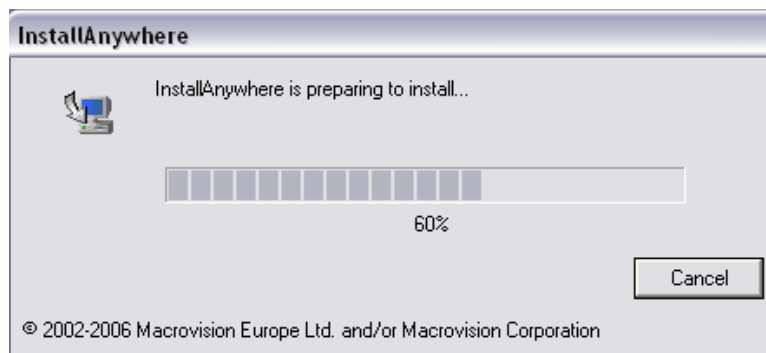 InstallAnywhere
InstallAnywhere is preparing to install...
60%
Cancel
© 2002-2006 Macrovision Europe Ltd. and/or Macrovision Corporation